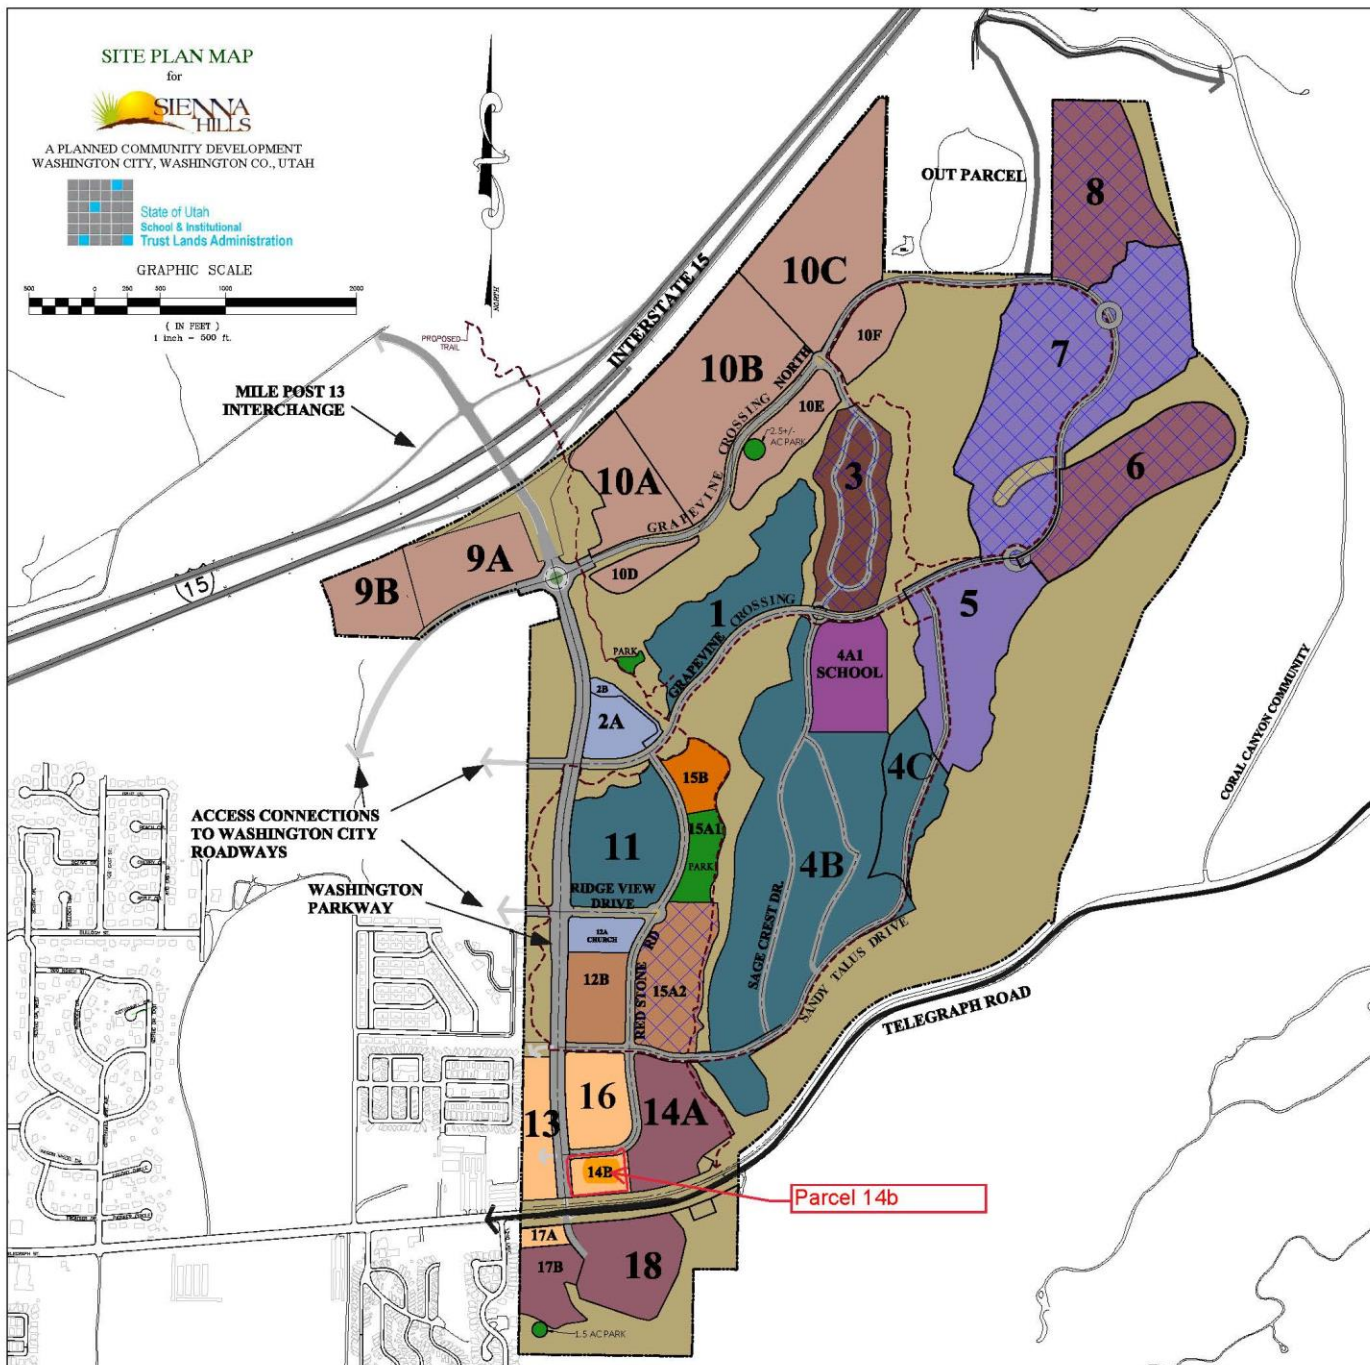 SITE PLAN MAP
for
SIENNA
HILLS
A PLANNED COMMUNITY DEVELOPMENT
WASHINGTON CITY, WASHINGTON CO., UTAH
State of Utah
School & Institutional
Trust Lands Administration
GRAPHIC SCALE
500
0
250
500
1000
2000
( IN FEET )
1 inch = 500 ft.
NORTH
PROPOSED
TRAIL
INTERSTATE 15
MILE POST 13
INTERCHANGE
15
OUT PARCEL
8
10C
10F
7
10B
10E
2.5+/-
AC PARK
GRAPEVINE CROSSING NORTH
3
6
10A
9A
9B
10D
1
5
GRAPEVINE CROSSING
PARK
4A1
SCHOOL
2B
2A
4C
15B
CORAL CANYON COMMUNITY
ACCESS CONNECTIONS
TO WASHINGTON CITY
ROADWAYS
15A1
PARK
11
4B
RIDGE VIEW
DRIVE
WASHINGTON
PARKWAY
12A
CHURCH
RED STONE RD
SAGE CREST DR.
SANDY TALUS DRIVE
12B
15A2
TELEGRAPH ROAD
16
14A
13
14B
Parcel 14b
17A
17B
18
1.5 AC PARK